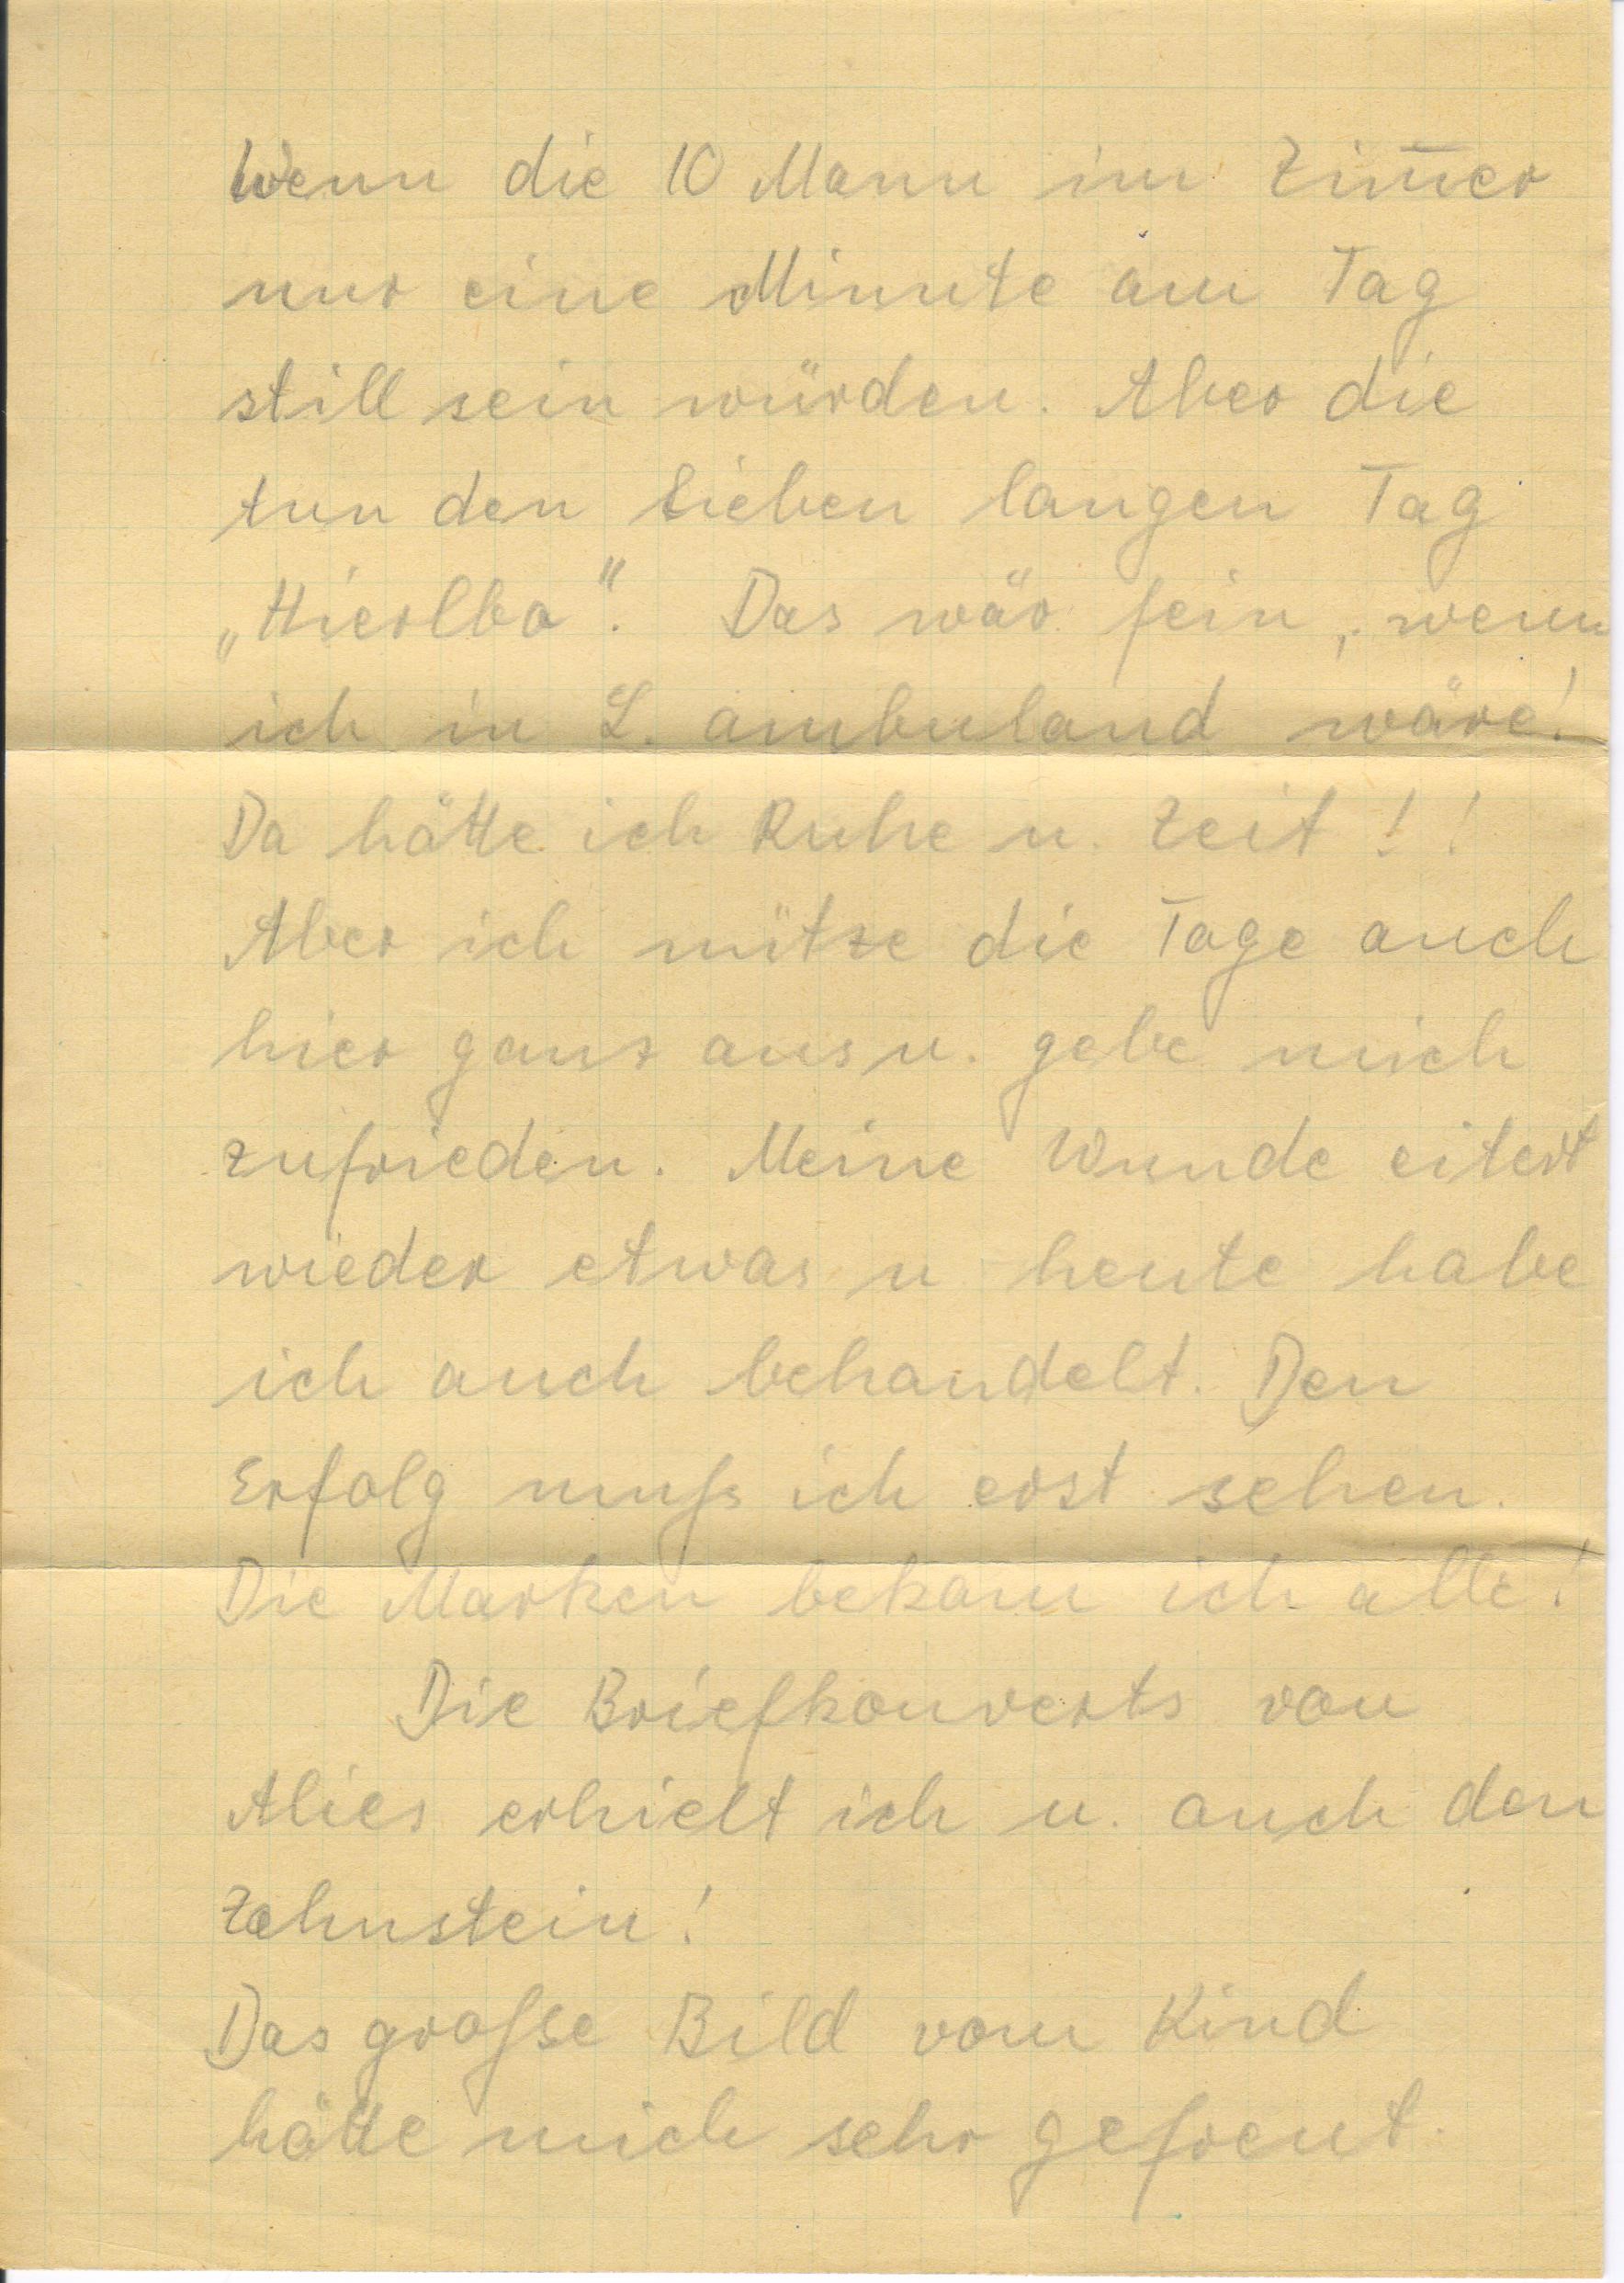 Wenn die 10 Mann im Zim̅er
nur eine Minute am Tag
still sein würden. Aber die
tun den lieben langen Tag
„Hierlba". Das wär fein, wenn
ich in L. ambuland wäre!
Da hätte ich Ruhe u. Zeit!!
Aber ich nütze die Tage auch
hier ganz aus u. gebe mich
zufrieden. Meine Wunde eitert
wieder etwas u heute habe
ich auch behandelt. Den
Erfolg muſs ich erst sehen.
Die Marken bekam ich alle!
Die Briefkouverts von
Alies erhielt ich u. auch den
Zahnstein!
Das groſse Bild vom Kind
hätte mich sehr gefreut.